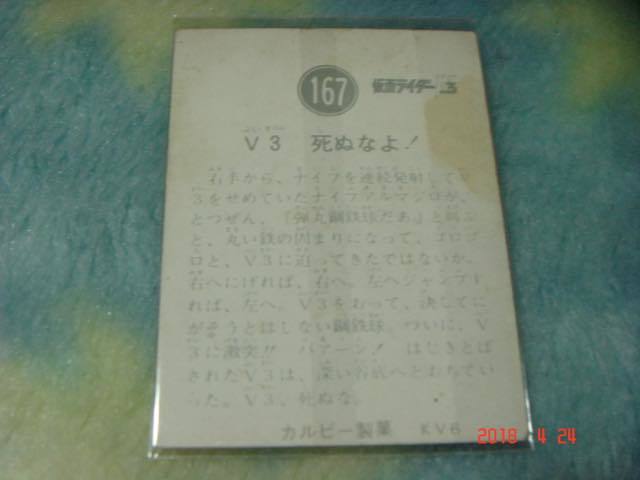 167
仮面ライダーV3
V3 死ぬなよ!
右手から、ナイフを連続発射してV
3をせめていたナイフアルマジロが、
とつぜん、『弾丸鋼鉄球だあ』と叫ぶ
と、丸い鉄の固まりになって、ゴロゴ
ロと、V3に迫ってきたではないか。
右へにげれば、右へ。左へジャンプす
れば、左へ。V3をおって、決してに
がそうとはしない鋼鉄球。ついに、V
3に激突!! バアーン! はじきとば
されたV3は、深い谷底へとおちてい
った。V3、死ぬな。
カルビー製菓 KV6
2018 4 24